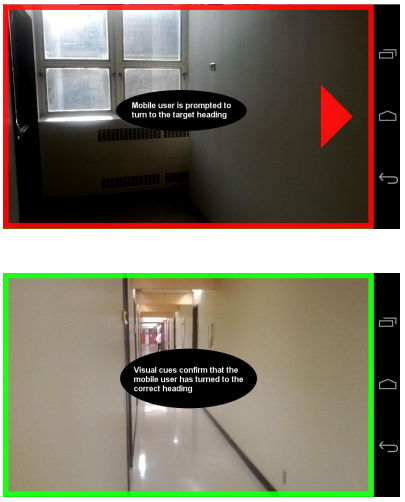 Mobile user is prompted to
turn to the target heading
Visual cues confirm that the
mobile user has turned to the
correct heading